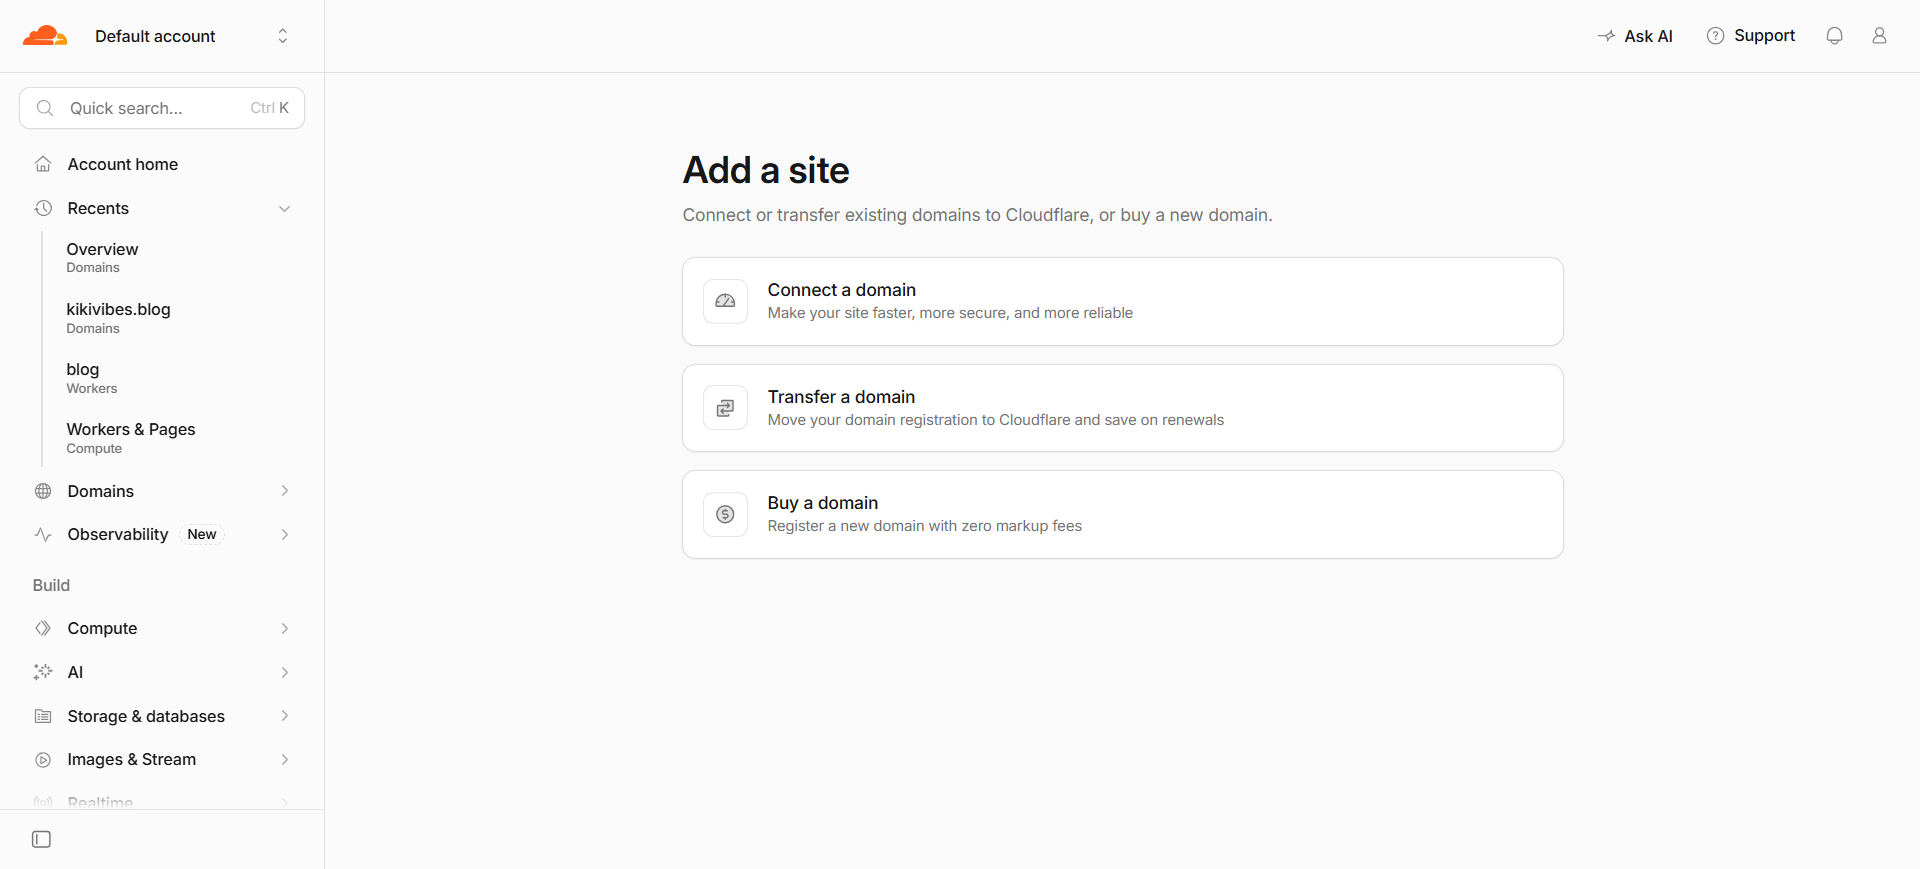 Default account
Ask AI
Support
Quick search...
Ctrl K
Account home
Recents
Overview
Domains
kikivibes.blog
Domains
blog
Workers
Workers & Pages
Compute
Domains
Observability New
Build
Compute
AI
Storage & databases
Images & Stream
Realtime
Add a site
Connect or transfer existing domains to Cloudflare, or buy a new domain.
Connect a domain
Make your site faster, more secure, and more reliable
Transfer a domain
Move your domain registration to Cloudflare and save on renewals
Buy a domain
Register a new domain with zero markup fees